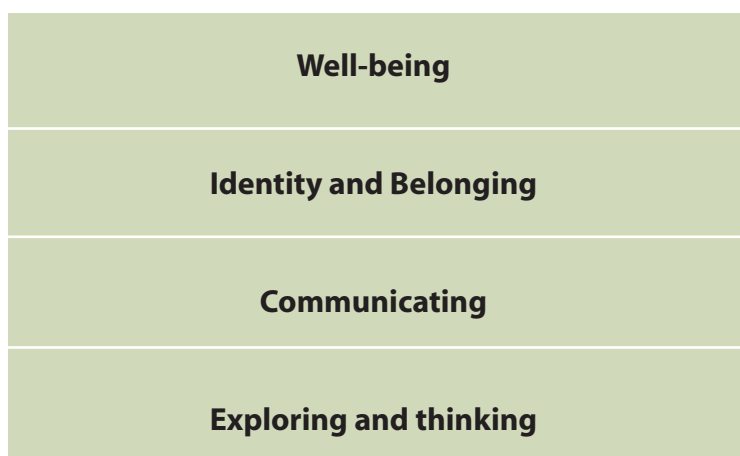 Well-being
Identity and Belonging
Communicating
Exploring and thinking